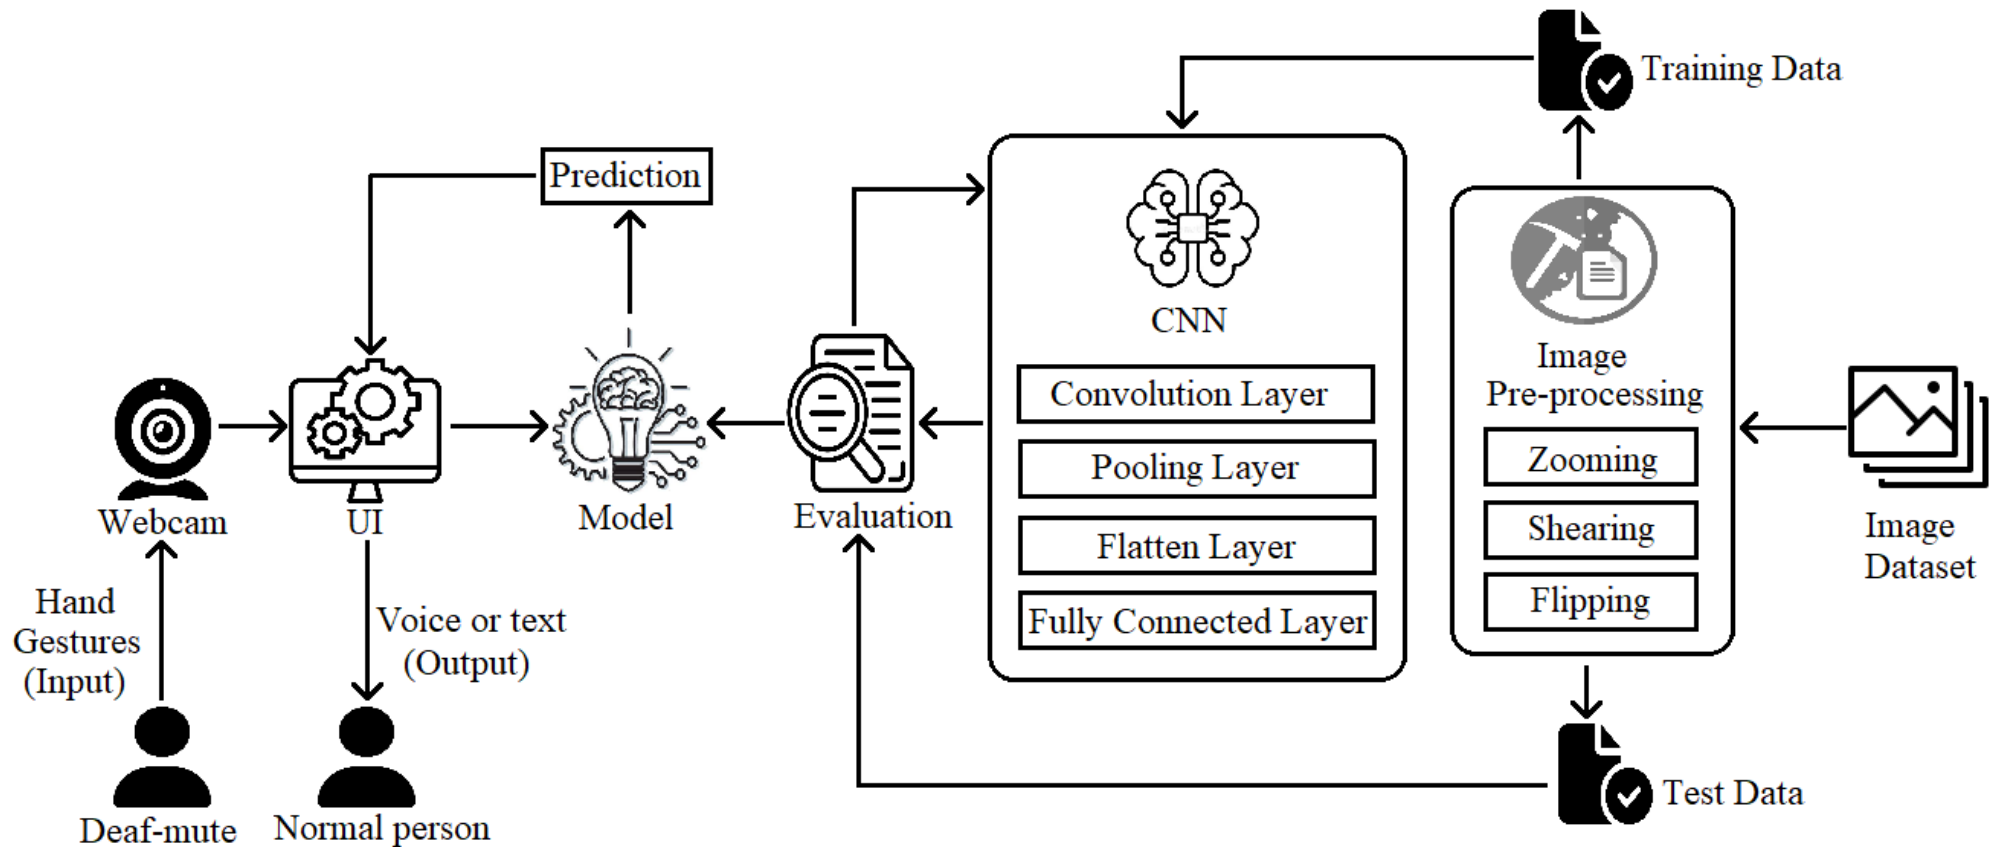 Training Data
Prediction
CNN
Image
Pre-processing
Convolution Layer
Zooming
Pooling Layer
Webcam
UI
Model
Evaluation
Shearing
Image
Dataset
Flatten Layer
Flipping
Hand
Gestures
(Input)
Voice or text
(Output)
Fully Connected Layer
Test Data
Deaf-mute
Normal person